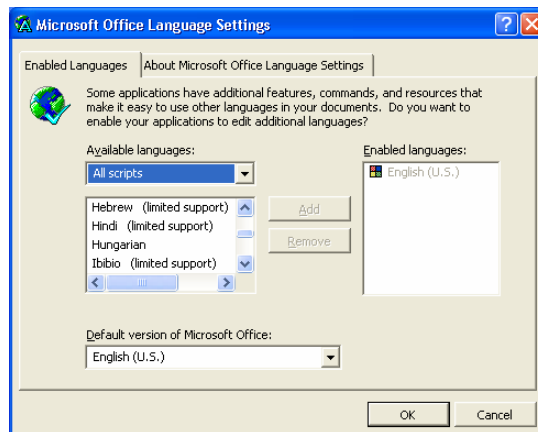 Microsoft Office Language Settings
Enabled Languages
About Microsoft Office Language Settings
Some applications have additional features, commands, and resources that
make it easy to use other languages in your documents. Do you want to
enable your applications to edit additional languages?
Available languages:
Enabled languages:
All scripts
English (U.S.)
Hebrew (limited support)
Hindi (limited support)
Hungarian
Ibibio (limited support)
Add
Remove
Default version of Microsoft Office:
English (U.S.)
OK
Cancel